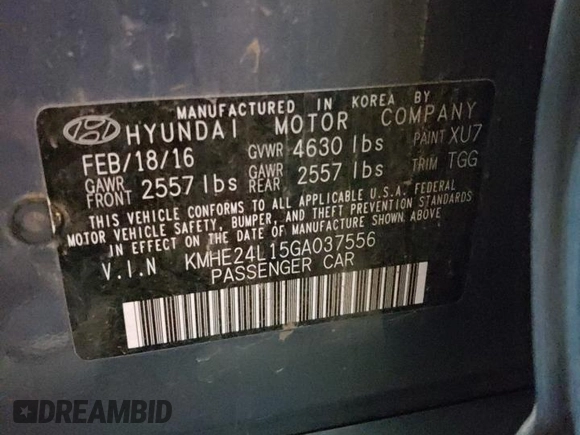 MANUFACTURED IN KOREA BY
HYUNDAI MOTOR COMPANY
FEB/18/16 GVWR 4630 lbs PAINT XU7
GAWR FRONT 2557 lbs GAWR REAR 2557 lbs TRIM TGG
THIS VEHICLE CONFORMS TO ALL APPLICABLE U.S.A. FEDERAL
MOTOR VEHICLE SAFETY, BUMPER, AND THEFT PREVENTION STANDARDS
IN EFFECT ON THE DATE OF MANUFACTURE SHOWN ABOVE
V.I.N KMHE24L15GA037556
PASSENGER CAR
DREAMBID